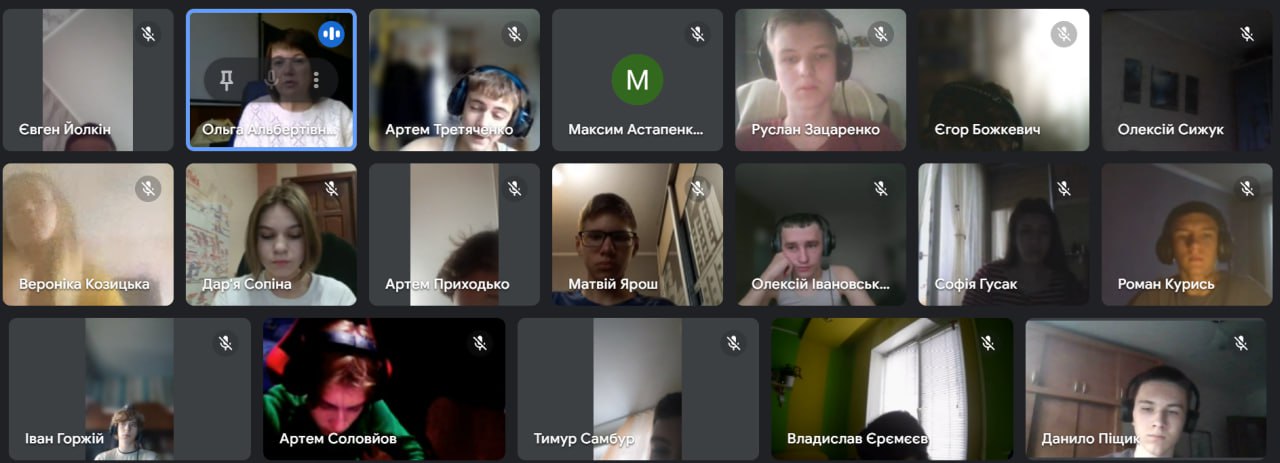 Євген Йолкін
Ольга Альбертівн...
Артем Третяченко
М
Максим Астапенк...
Руслан Зацаренко
Єгор Божкевич
Олексій Сижук
Вероніка Козицька
Дар'я Сопіна
Артем Приходько
Матвій Ярош
Олексій Івановськ...
Софія Гусак
Роман Курись
Іван Горжій
Артем Соловйов
Тимур Самбур
Владислав Єрємєєв
Данило Піщик